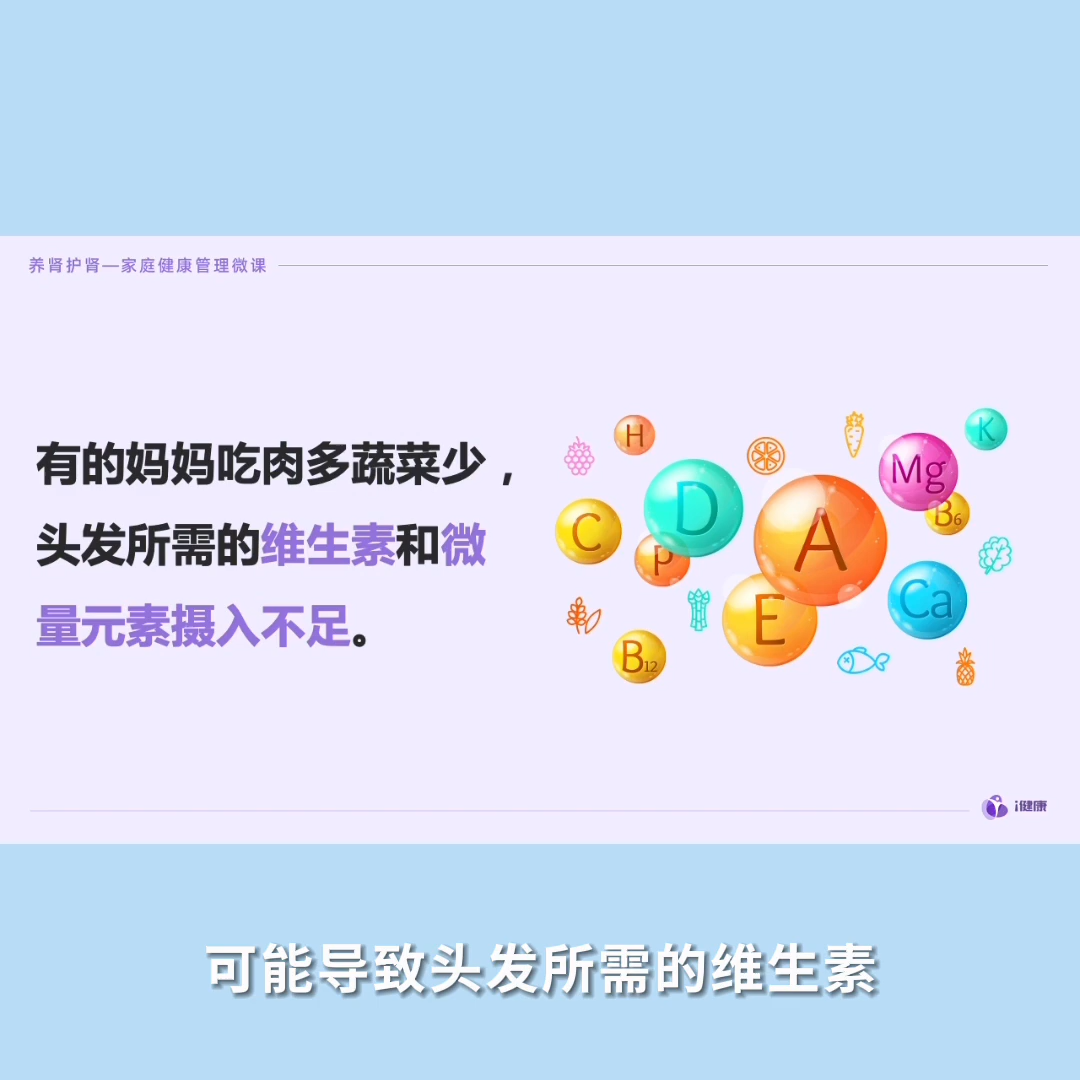 养肾护肾—家庭健康管理微课
有的妈妈吃肉多蔬菜少，
头发所需的维生素和微
量元素摄入不足。
H
K
Mg
D
C
A
B6
P
Ca
E
B12
i健康
可能导致头发所需的维生素